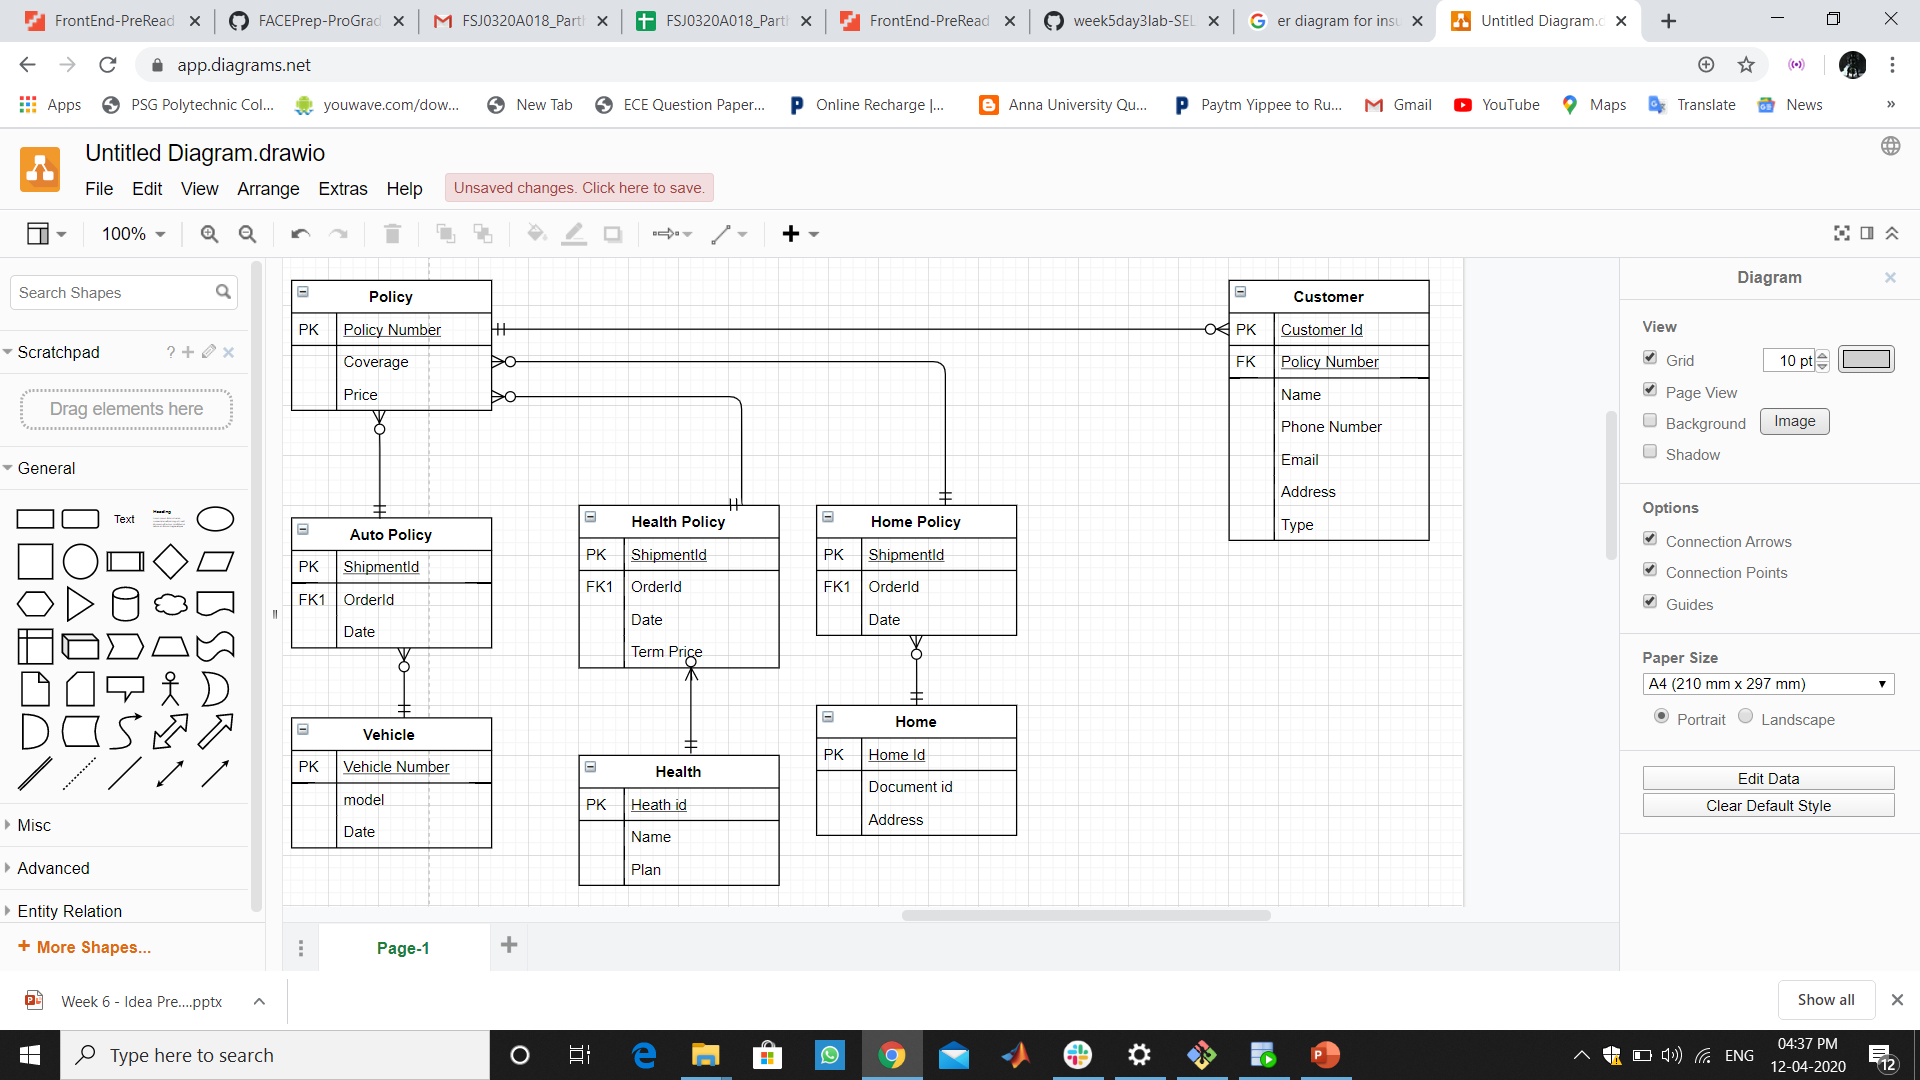 FrontEnd-PreRead
FACEPrep-ProGrad
FSJ0320A018_Parth
FSJ0320A018_Parth
FrontEnd-PreRead
week5day3lab-SEL
er diagram for insu
Untitled Diagram.d
app.diagrams.net
Apps
PSG Polytechnic Col...
youwave.com/dow...
New Tab
ECE Question Paper...
Online Recharge |...
Anna University Qu...
Paytm Yippee to Ru...
Gmail
YouTube
Maps
Translate
News
»
Untitled Diagram.drawio
File Edit View Arrange Extras Help
Unsaved changes. Click here to save.
100%
Search Shapes
Scratchpad
?
Drag elements here
General
Text
Heading
Misc
Advanced
Entity Relation
+ More Shapes...
Policy
PK Policy Number
Coverage
Price
Customer
PK Customer Id
FK Policy Number
Name
Phone Number
Email
Address
Type
Auto Policy
PK ShipmentId
FK1 OrderId
Date
Health Policy
PK ShipmentId
FK1 OrderId
Date
Term Price
Home Policy
PK ShipmentId
FK1 OrderId
Date
Vehicle
PK Vehicle Number
model
Date
Health
PK Heath id
Name
Plan
Home
PK Home Id
Document id
Address
Page-1
Diagram
View
Grid 10 pt
Page View
Background Image
Shadow
Options
Connection Arrows
Connection Points
Guides
Paper Size
A4 (210 mm x 297 mm)
Portrait Landscape
Edit Data
Clear Default Style
Week 6 - Idea Pre....pptx
Show all
Type here to search
ENG
04:37 PM
12-04-2020
12